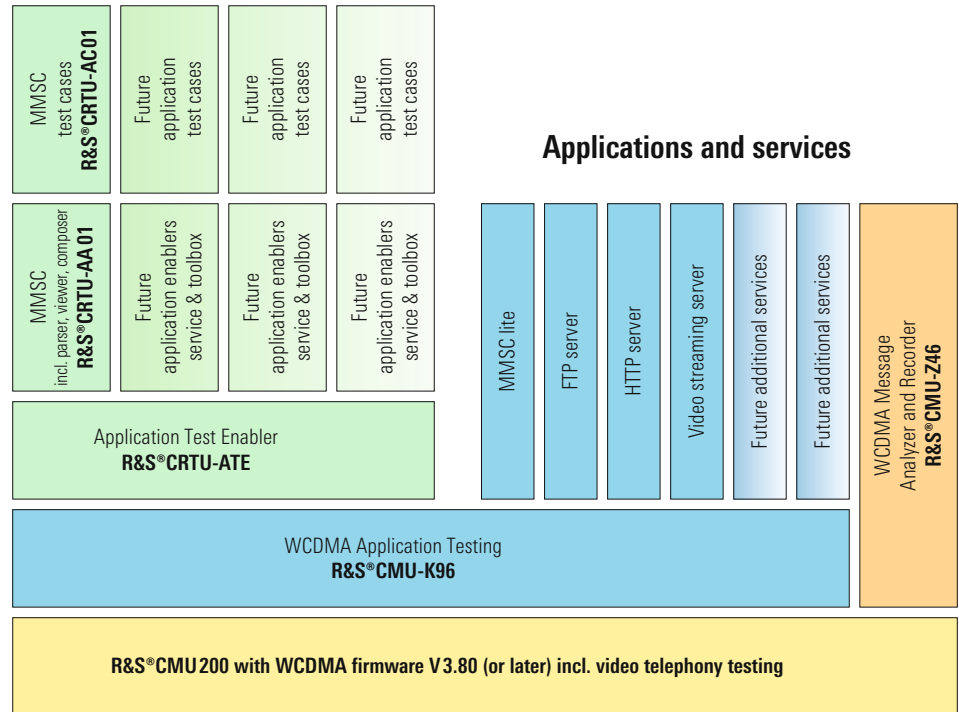 MMSC
test cases
R&S®CRTU-AC01
Future
application
test cases
Future
application
test cases
Future
application
test cases
Applications and services
MMSC
incl. parser, viewer, composer
R&S®CRTU-AA01
Future
application enablers
service & toolbox
Future
application enablers
service & toolbox
Future
application enablers
service & toolbox
MMSC lite
FTP server
HTTP server
Video streaming server
Future additional services
Future additional services
WCDMA Message
Analyzer and Recorder
R&S®CMU-Z46
Application Test Enabler
R&S®CRTU-ATE
WCDMA Application Testing
R&S®CMU-K96
R&S®CMU200 with WCDMA firmware V3.80 (or later) incl. video telephony testing